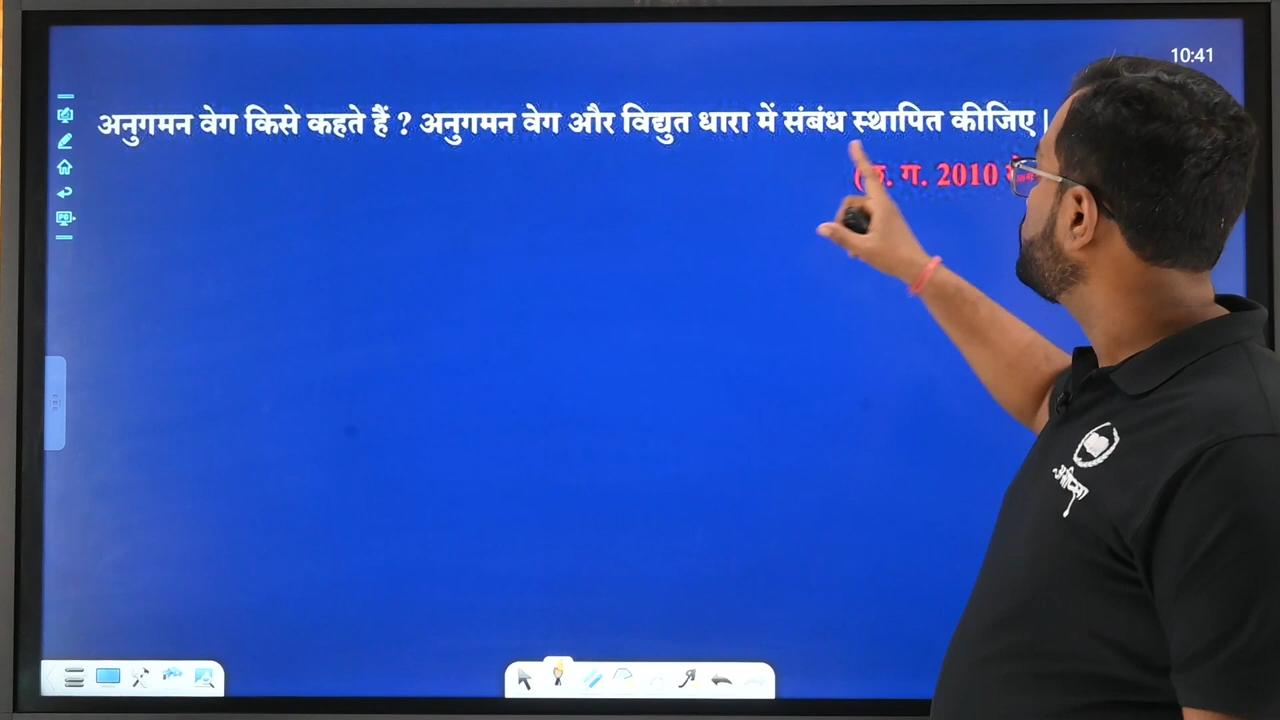 10:41
अनुगमन वेग किसे कहते हैं ? अनुगमन वेग और विद्युत धारा में संबंध स्थापित कीजिए |
ग. 2010